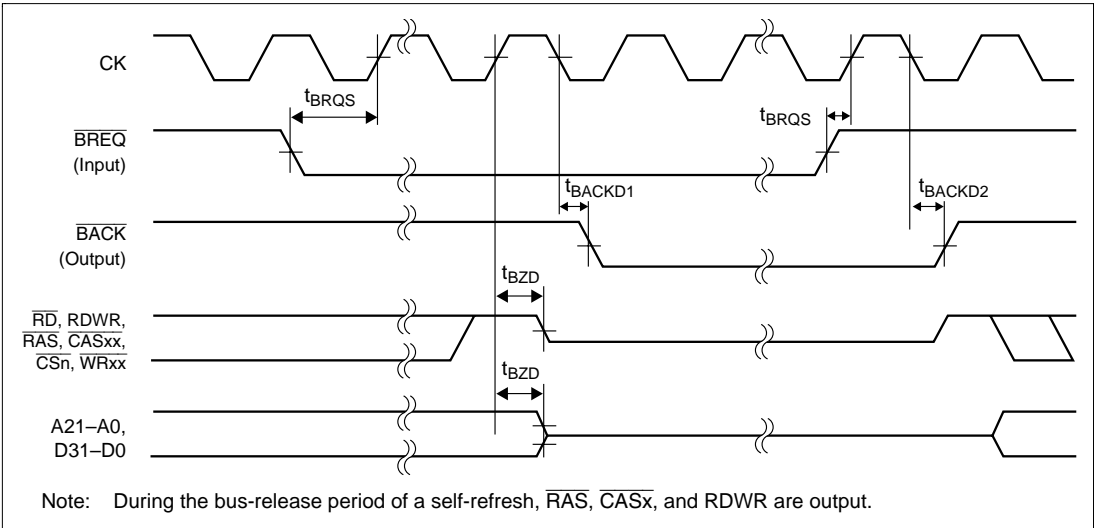 CK
tBRQS
tBRQS
BREQ
(Input)
tBACKD1
tBACKD2
BACK
(Output)
tBZD
RD, RDWR,
RAS, CASxx,
CSn, WRxx
tBZD
A21–A0,
D31–D0
Note: During the bus-release period of a self-refresh, RAS, CASx, and RDWR are output.